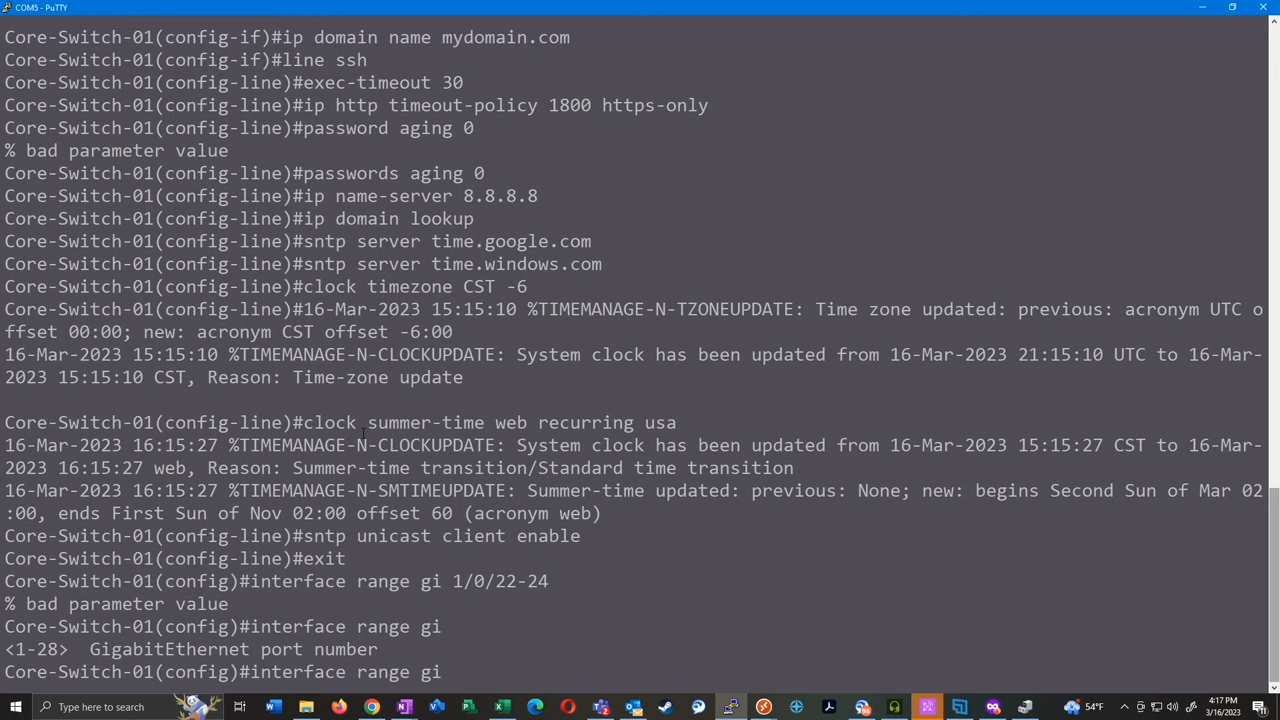 COM5 - PuTTY
Core-Switch-01(config-if)#ip domain name mydomain.com
Core-Switch-01(config-if)#line ssh
Core-Switch-01(config-line)#exec-timeout 30
Core-Switch-01(config-line)#ip http timeout-policy 1800 https-only
Core-Switch-01(config-line)#password aging 0
% bad parameter value
Core-Switch-01(config-line)#passwords aging 0
Core-Switch-01(config-line)#ip name-server 8.8.8.8
Core-Switch-01(config-line)#ip domain lookup
Core-Switch-01(config-line)#sntp server time.google.com
Core-Switch-01(config-line)#sntp server time.windows.com
Core-Switch-01(config-line)#clock timezone CST -6
Core-Switch-01(config-line)#16-Mar-2023 15:15:10 %TIMEMANAGE-N-TZONEUPDATE: Time zone updated: previous: acronym UTC o
ffset 00:00; new: acronym CST offset -6:00
16-Mar-2023 15:15:10 %TIMEMANAGE-N-CLOCKUPDATE: System clock has been updated from 16-Mar-2023 21:15:10 UTC to 16-Mar-
2023 15:15:10 CST, Reason: Time-zone update
Core-Switch-01(config-line)#clock summer-time web recurring usa
16-Mar-2023 16:15:27 %TIMEMANAGE-N-CLOCKUPDATE: System clock has been updated from 16-Mar-2023 15:15:27 CST to 16-Mar-
2023 16:15:27 web, Reason: Summer-time transition/Standard time transition
16-Mar-2023 16:15:27 %TIMEMANAGE-N-SMTIMEUPDATE: Summer-time updated: previous: None; new: begins Second Sun of Mar 02
:00, ends First Sun of Nov 02:00 offset 60 (acronym web)
Core-Switch-01(config-line)#sntp unicast client enable
Core-Switch-01(config-line)#exit
Core-Switch-01(config)#interface range gi 1/0/22-24
% bad parameter value
Core-Switch-01(config)#interface range gi
<1-28>  GigabitEthernet port number
Core-Switch-01(config)#interface range gi
Type here to search
54°F
4:17 PM
3/16/2023